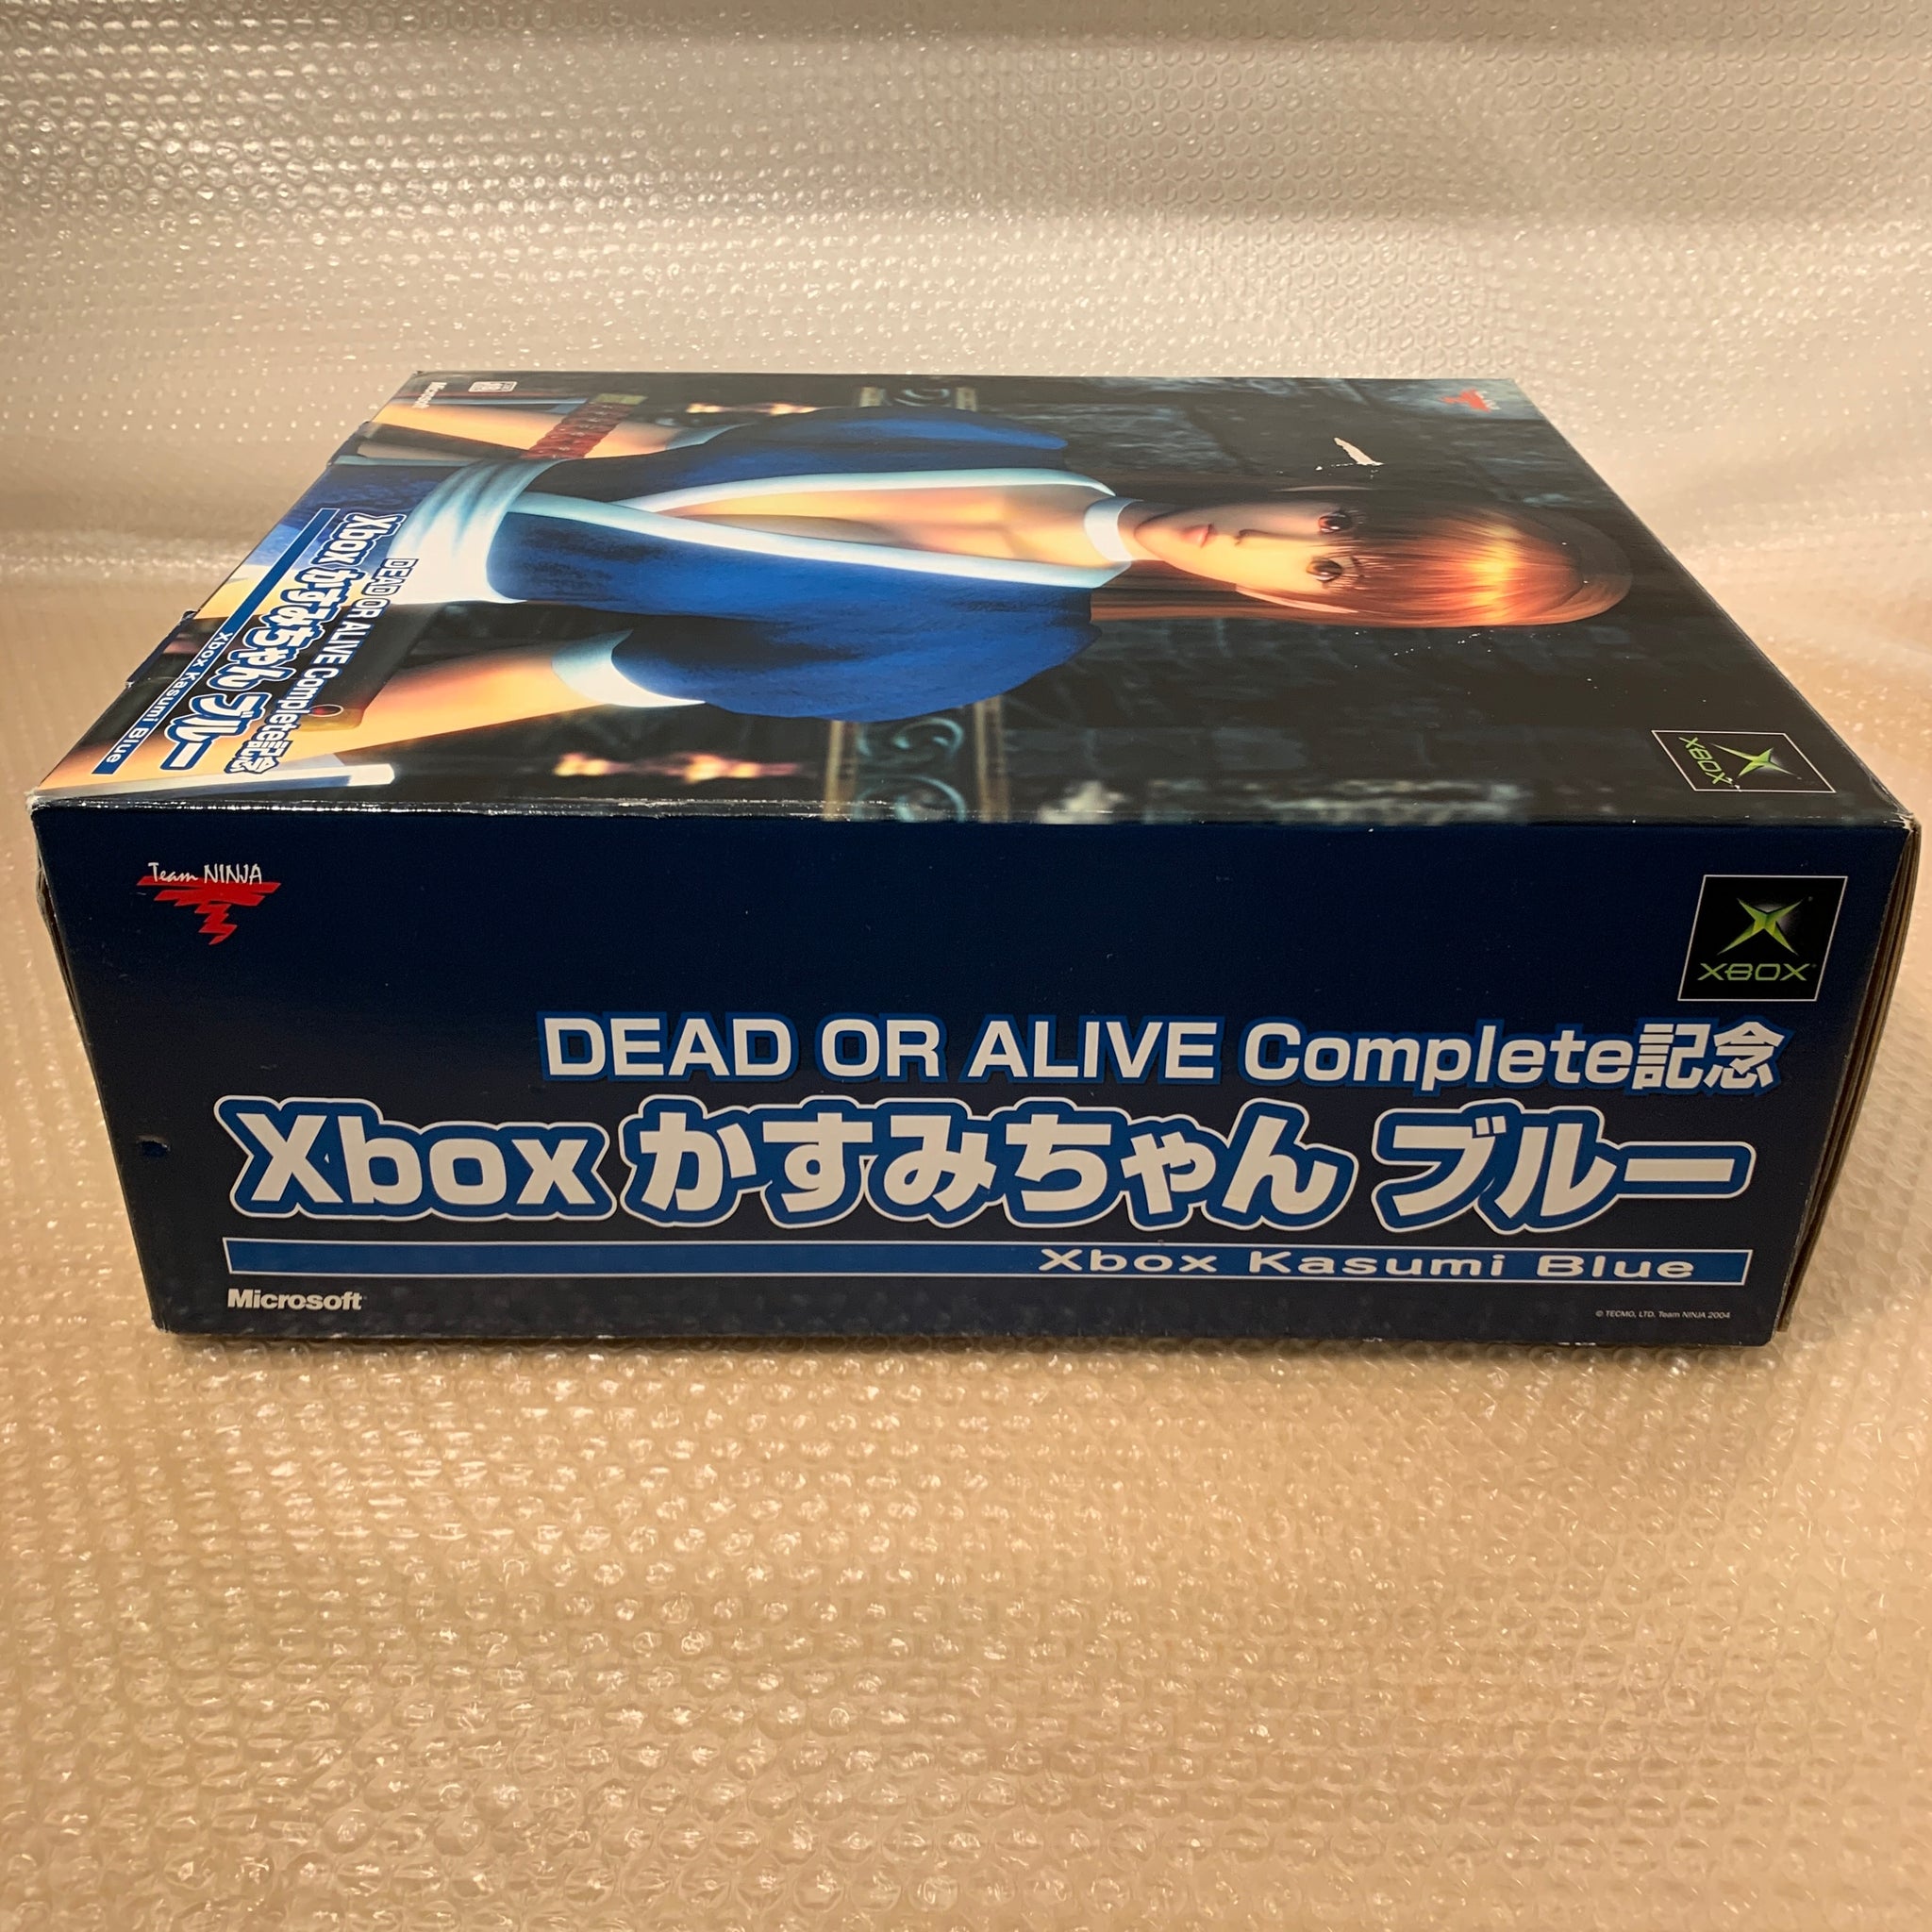 Microsoft
DEAD OR ALIVE Complete記念
Xbox かすみちゃん ブルー
Xbox Kasumi Blue
XBOX
Team NINJA
XBOX
DEAD OR ALIVE Complete記念
Xbox かすみちゃん ブルー
Xbox Kasumi Blue
Microsoft
© TECMO, LTD. Team NINJA 2004